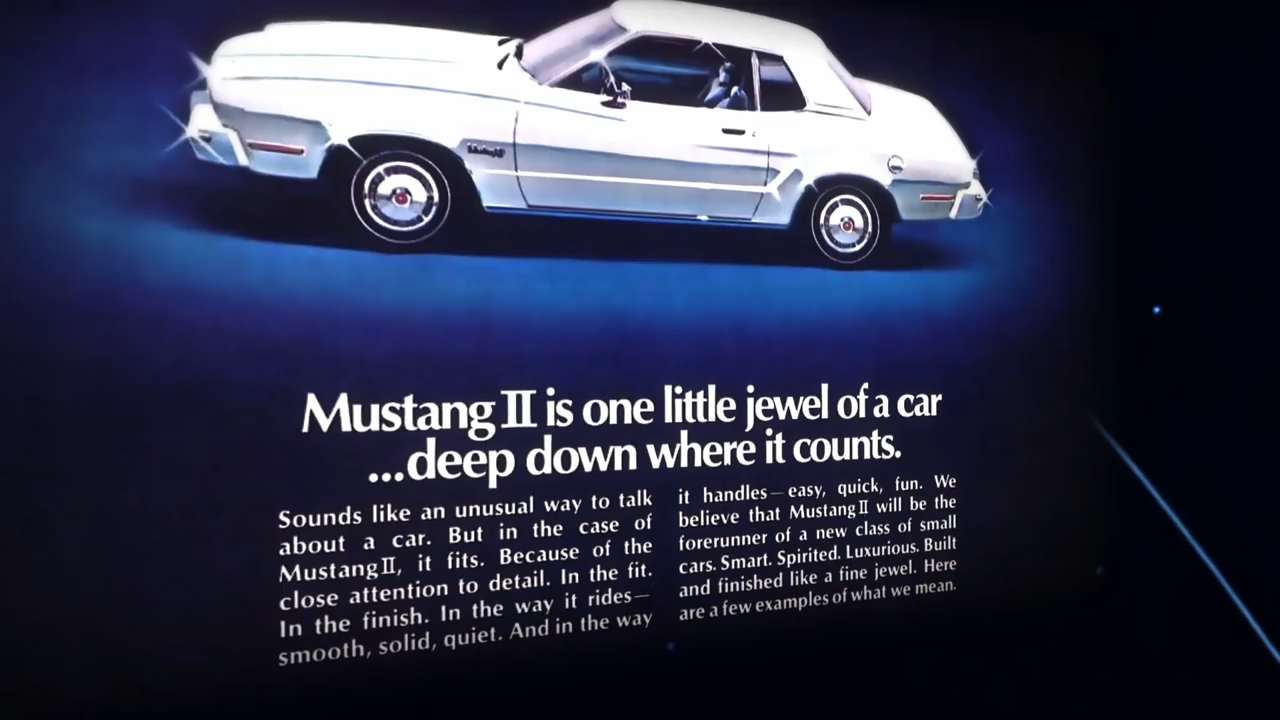 Mustang II is one little jewel of a car
...deep down where it counts.
Sounds like an unusual way to talk
about a car. But in the case of
Mustang II, it fits. Because of the
close attention to detail. In the fit.
In the finish. In the way it rides—
smooth, solid, quiet. And in the way
it handles—easy, quick, fun. We
believe that Mustang II will be the
forerunner of a new class of small
cars. Smart. Spirited. Luxurious. Built
and finished like a fine jewel. Here
are a few examples of what we mean.